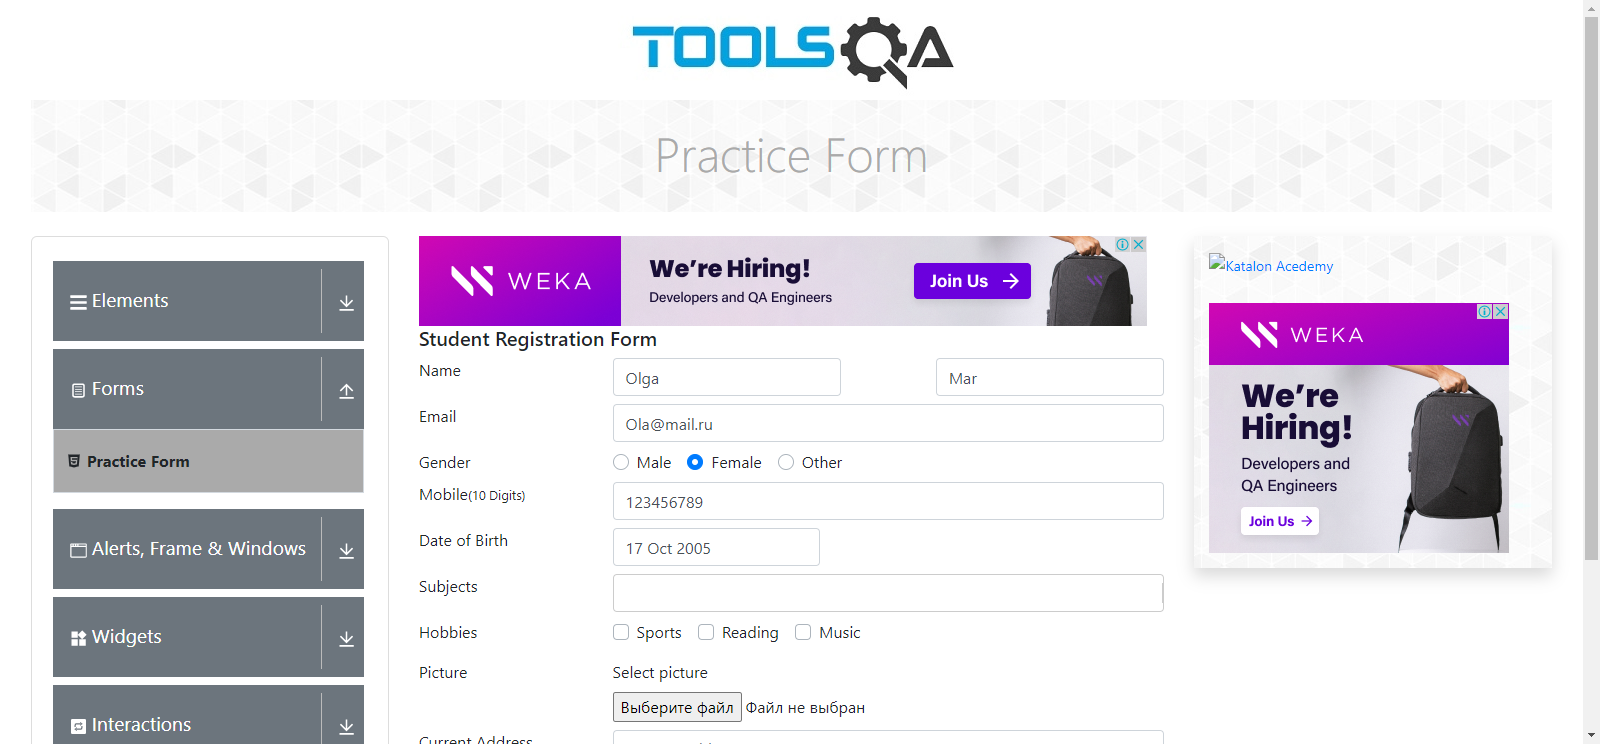 TOOLSQA
Practice Form
Elements
Forms
Practice Form
Alerts, Frame & Windows
Widgets
Interactions
WEKA
We’re Hiring!
Developers and QA Engineers
Join Us →
Student Registration Form
Name
Olga
Mar
Email
Ola@mail.ru
Gender
Male Female Other
Mobile(10 Digits)
123456789
Date of Birth
17 Oct 2005
Subjects
Hobbies
Sports Reading Music
Picture
Select picture
Выберите файл Файл не выбран
Current Address
Katalon Acedemy
WEKA
We’re
Hiring!
Developers and
QA Engineers
Join Us →